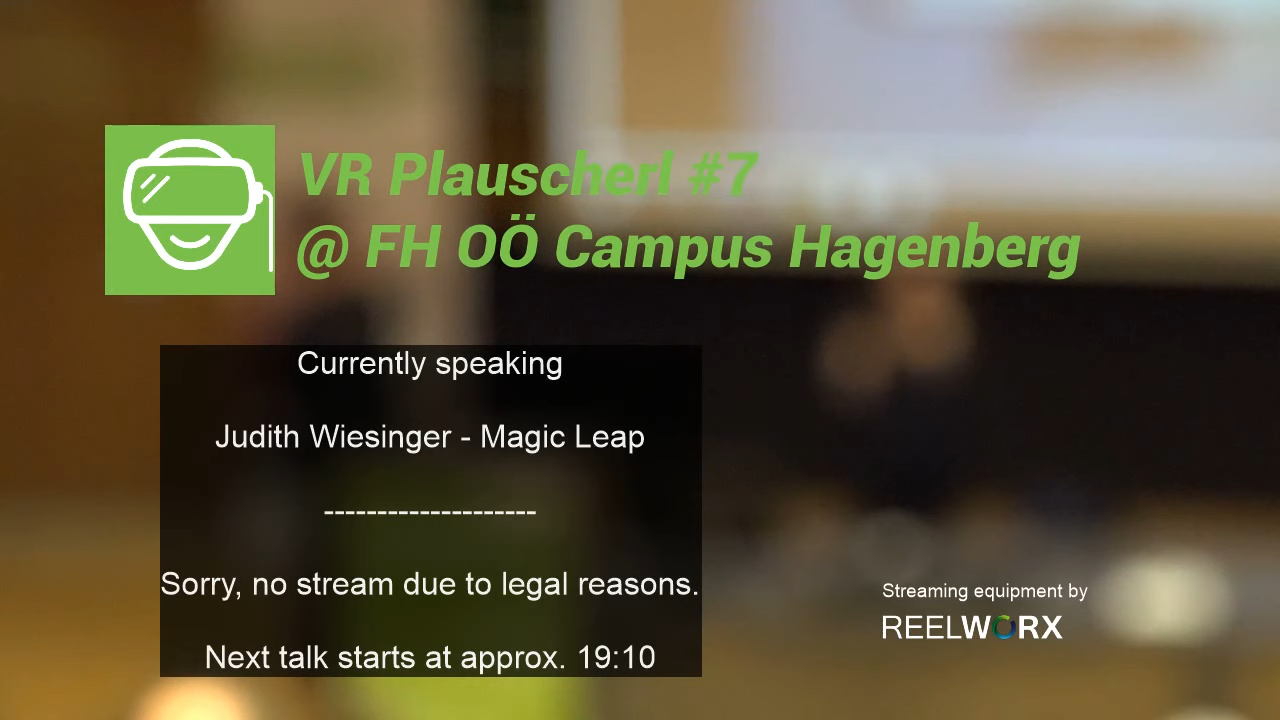 VR Plauscherl #7
@ FH OÖ Campus Hagenberg
Currently speaking
Judith Wiesinger - Magic Leap
--------------------
Sorry, no stream due to legal reasons.
Next talk starts at approx. 19:10
Streaming equipment by
REELWORX